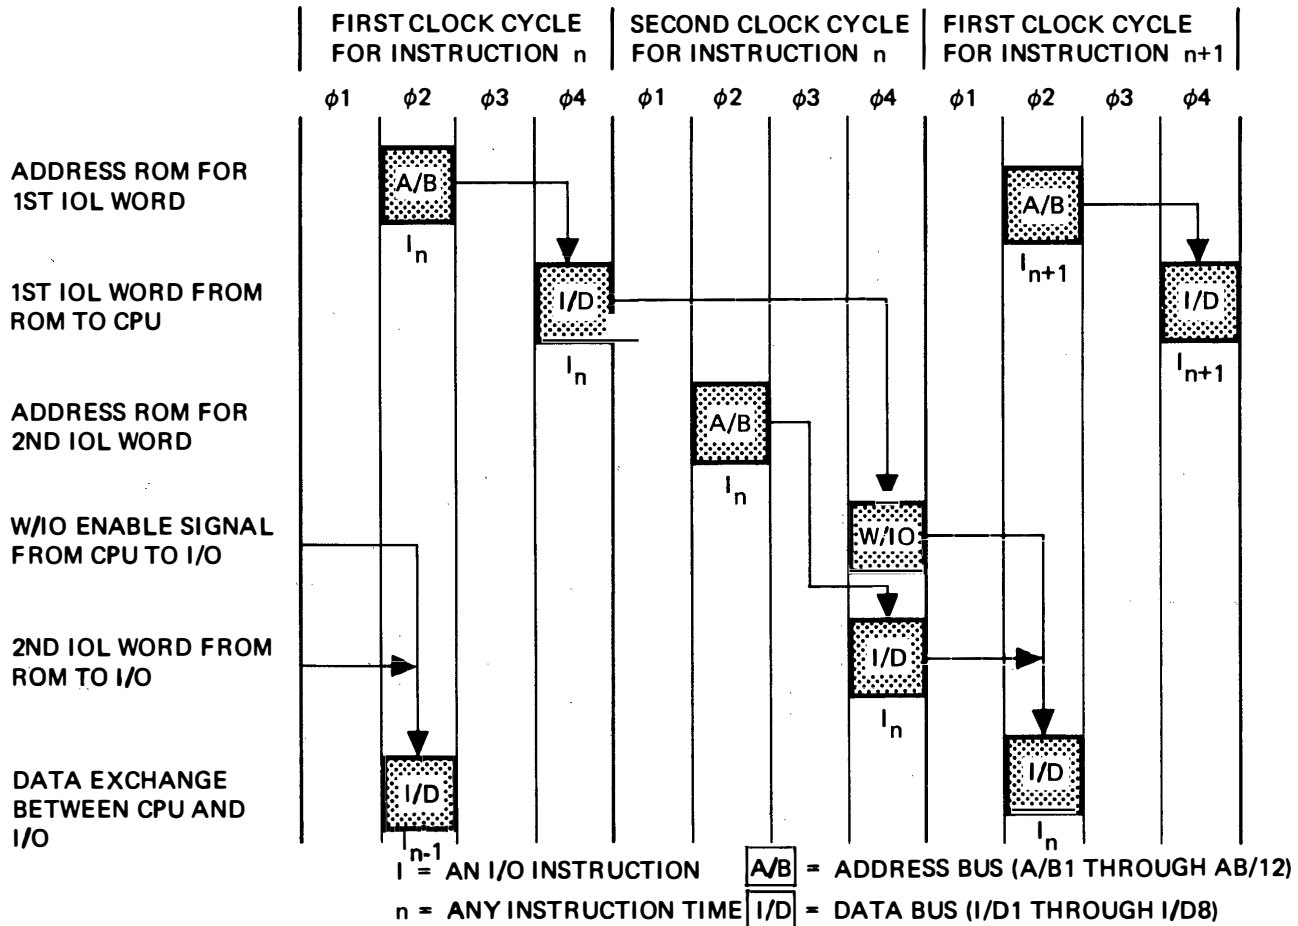 FIRST CLOCK CYCLE FOR INSTRUCTION n
SECOND CLOCK CYCLE FOR INSTRUCTION n
FIRST CLOCK CYCLE FOR INSTRUCTION n+1
φ1 φ2 φ3 φ4 φ1 φ2 φ3 φ4 φ1 φ2 φ3 φ4
ADDRESS ROM FOR
1ST IOL WORD
A/B
In
A/B
In+1
1ST IOL WORD FROM
ROM TO CPU
I/D
In
I/D
In+1
ADDRESS ROM FOR
2ND IOL WORD
A/B
In
W/IO ENABLE SIGNAL
FROM CPU TO I/O
W/IO
2ND IOL WORD FROM
ROM TO I/O
I/D
In
DATA EXCHANGE
BETWEEN CPU AND
I/O
I/D
In-1
I/D
In
I = AN I/O INSTRUCTION
A/B = ADDRESS BUS (A/B1 THROUGH AB/12)
n = ANY INSTRUCTION TIME
I/D = DATA BUS (I/D1 THROUGH I/D8)